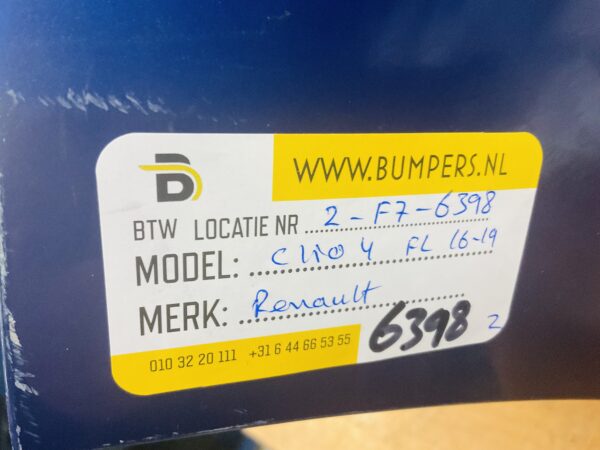 WWW.BUMPERS.NL
BTW LOCATIE NR 2-F7-6398
MODEL: Clio 4 FL 16-19
MERK: Renault
6398 2
010 32 20 111 +31 6 44 66 53 55